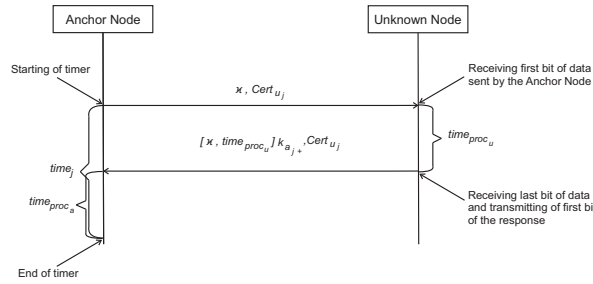 Anchor Node
Unknown Node
Starting of timer
Receiving first bit of data
sent by the Anchor Node
ϰ , Cert u j
[ ϰ , time proc u ] k a j + , Cert u j
time proc u
time j
time proc a
Receiving last bit of data
and transmitting of first bi
of the response
End of timer